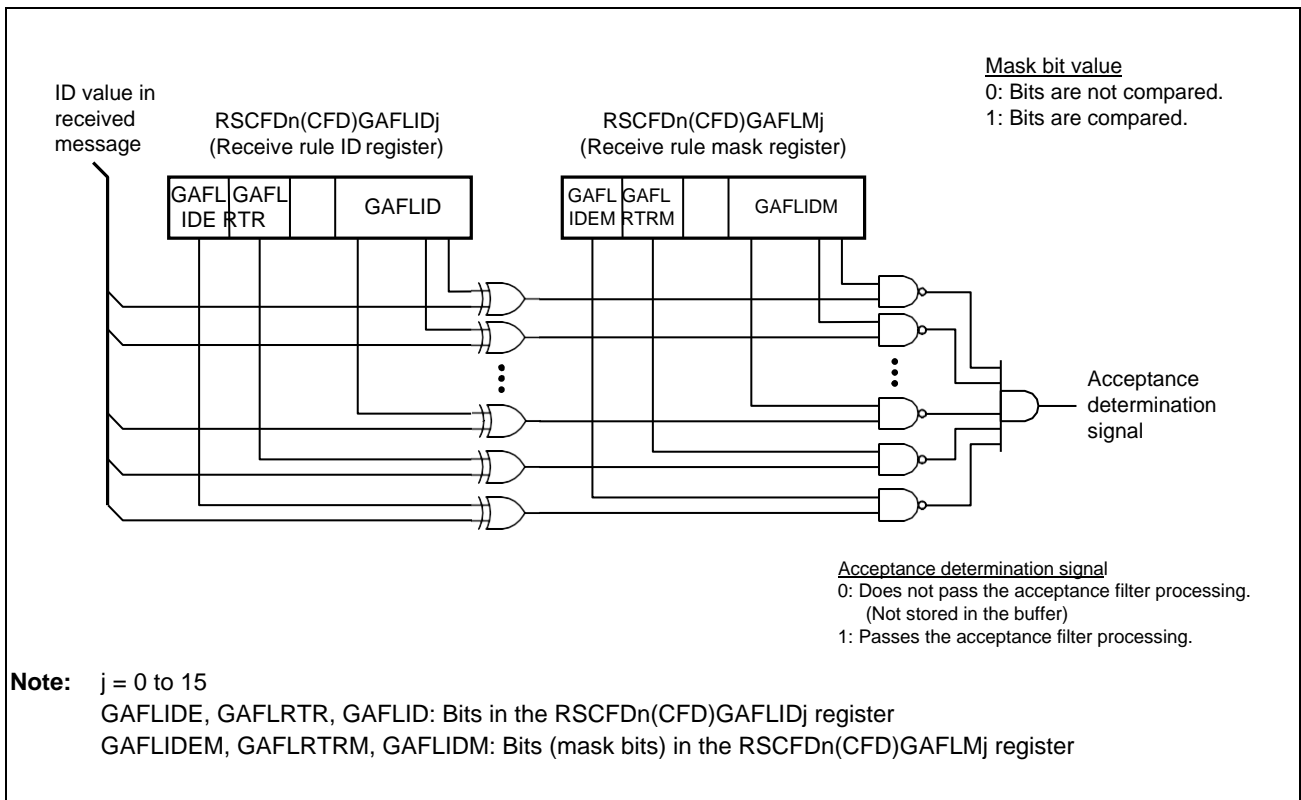 Mask bit value
0: Bits are not compared.
1: Bits are compared.
ID value in
received
message
RSCFDn(CFD)GAFLIDj
(Receive rule ID register)
RSCFDn(CFD)GAFLMj
(Receive rule mask register)
GAFL GAFL
IDE RTR
GAFLID
GAFL GAFL
IDEM RTRM
GAFLIDM
Acceptance
determination
signal
Acceptance determination signal
0: Does not pass the acceptance filter processing.
(Not stored in the buffer)
1: Passes the acceptance filter processing.
Note: j = 0 to 15
GAFLIDE, GAFLRTR, GAFLID: Bits in the RSCFDn(CFD)GAFLIDj register
GAFLIDEM, GAFLRTRM, GAFLIDM: Bits (mask bits) in the RSCFDn(CFD)GAFLMj register